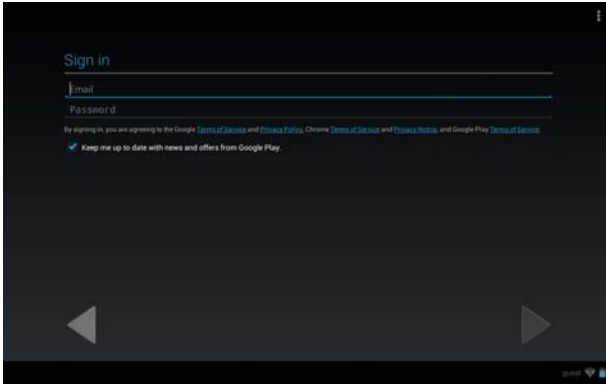 Sign in
Email
Password
By signing in, you are agreeing to the Google Terms of Service and Privacy Policy, Chrome Terms of Service and Privacy Notice, and Google Play Terms of Service
Keep me up to date with news and offers from Google Play.
guest